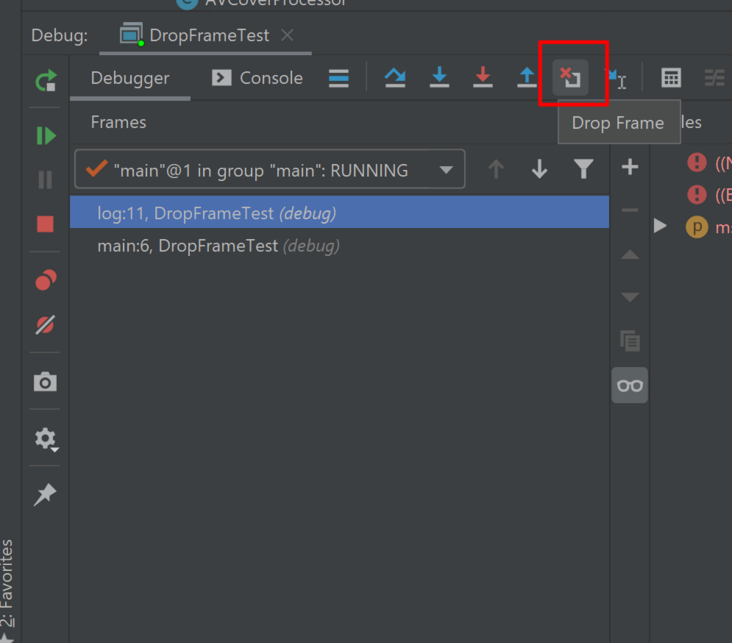 AVCoverProcessor
Debug: DropFrameTest
Debugger Console
Drop Frame
Frames
"main"@1 in group "main": RUNNING
log:11, DropFrameTest (debug)
main:6, DropFrameTest (debug)
p
2: Favorites